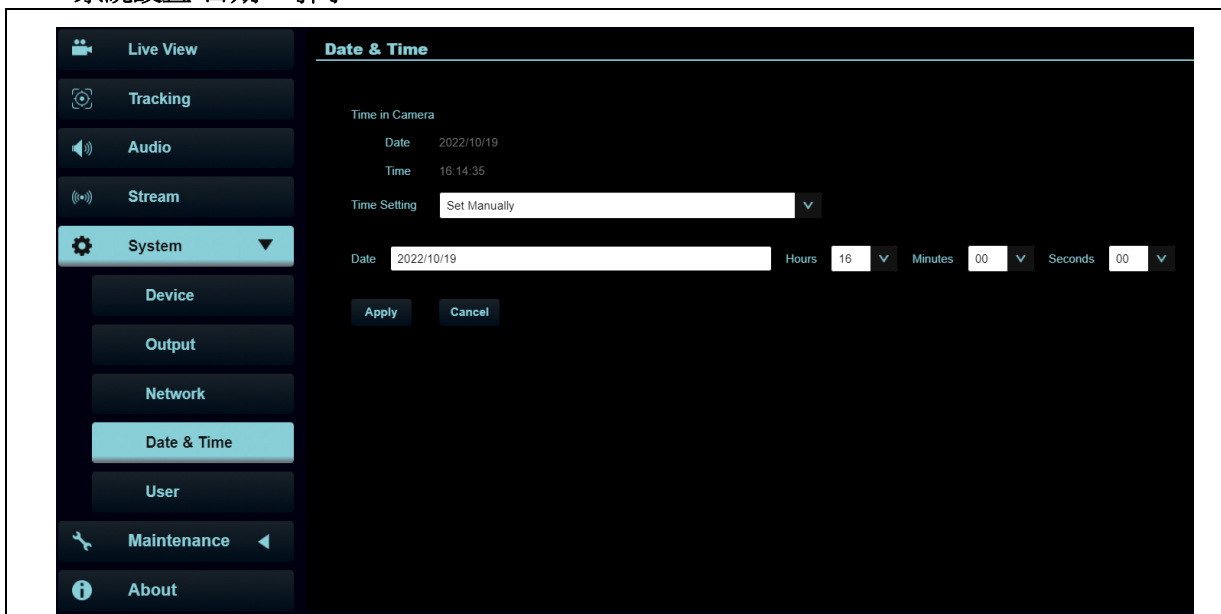 Live View
Tracking
Audio
Stream
System
Device
Output
Network
Date & Time
User
Maintenance
About
Date & Time
Time in Camera
Date 2022/10/19
Time 16:14:35
Time Setting Set Manually
Date 2022/10/19 Hours 16 Minutes 00 Seconds 00
Apply Cancel